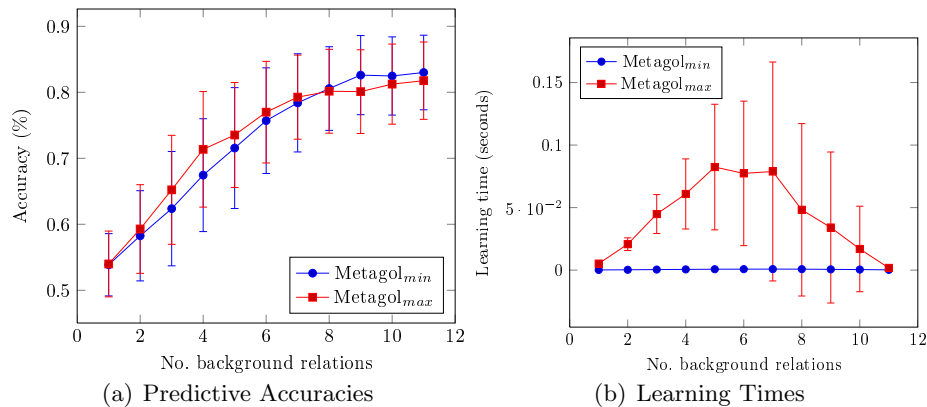 0.9
0.8
0.7
0.6
0.5
0 2 4 6 8 10 12
Accuracy (%)
No. background relations
Metagol_min
Metagol_max
(a) Predictive Accuracies
0.15
0.1
5 · 10⁻²
0
0 2 4 6 8 10 12
Learning time (seconds)
No. background relations
Metagol_min
Metagol_max
(b) Learning Times